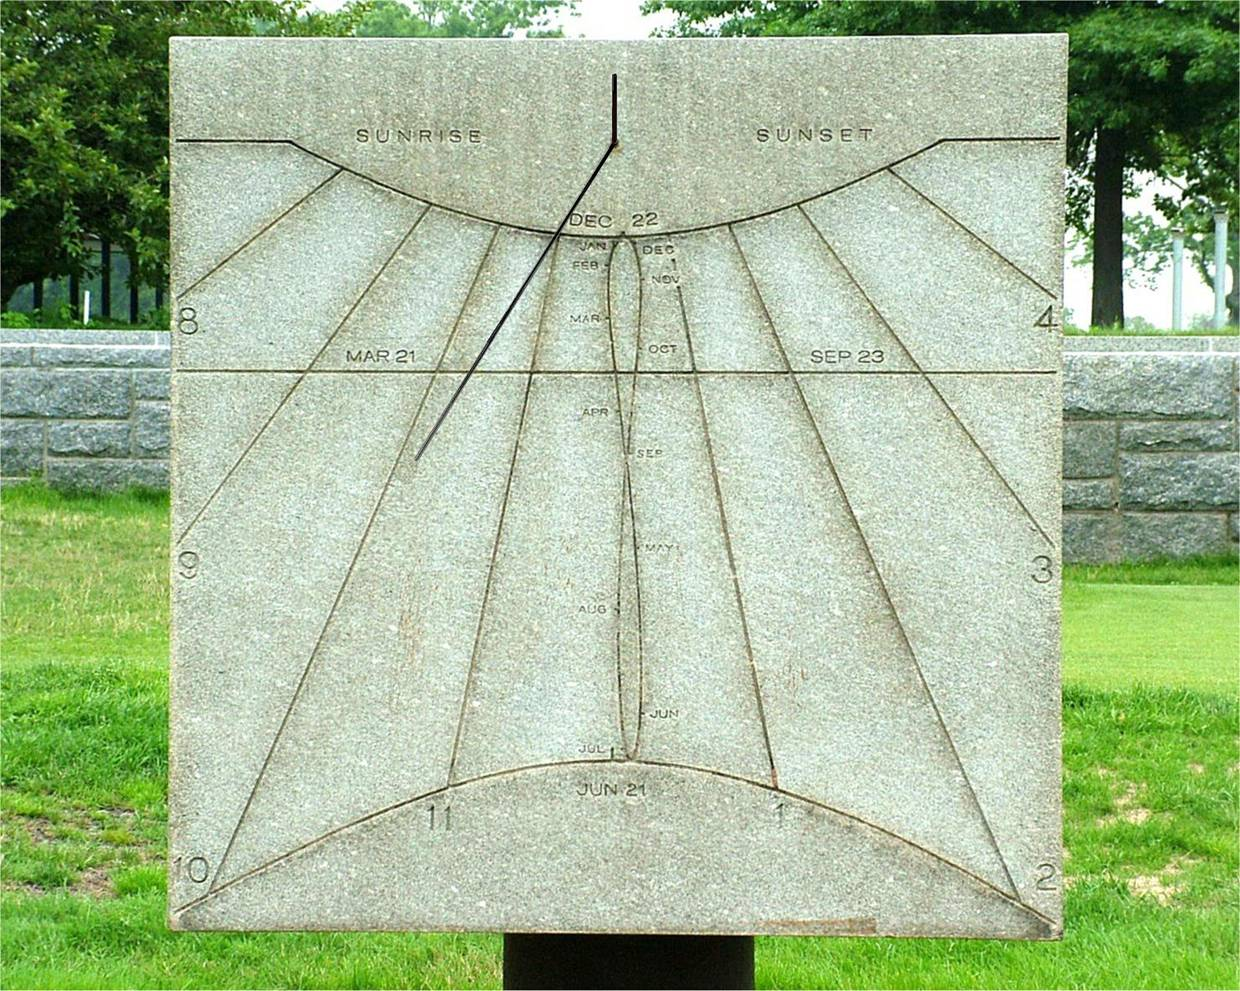 SUNRISE SUNSET
DEC 22
JAN DEC
FEB
NOV
8 MAR 4
MAR 21 OCT SEP 23
APR
SEP
MAY
9 3
AUG
JUN
JUL
JUN 21
11 1
10 2